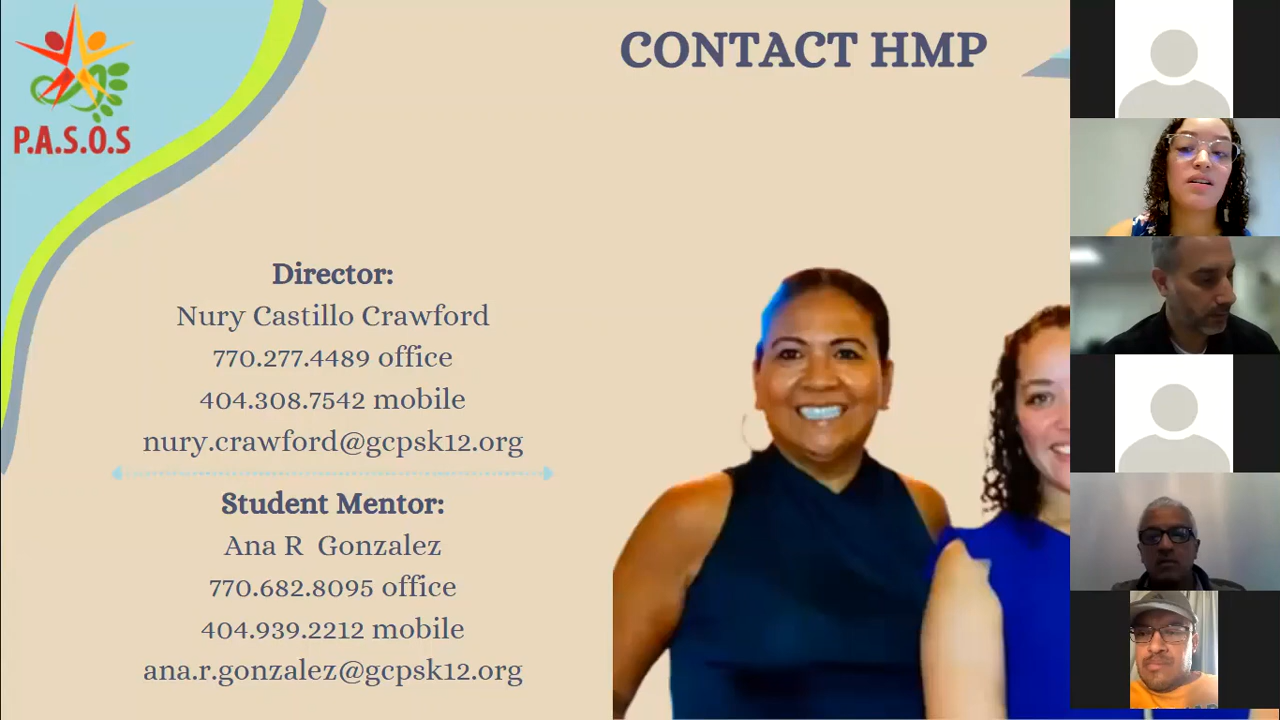 P.A.S.O.S
CONTACT HMP
Director:
Nury Castillo Crawford
770.277.4489 office
404.308.7542 mobile
nury.crawford@gcpsk12.org
Student Mentor:
Ana R Gonzalez
770.682.8095 office
404.939.2212 mobile
ana.r.gonzalez@gcpsk12.org